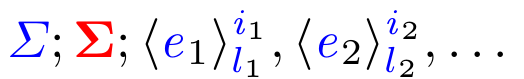 𝛴; 𝚺; ⟨e₁⟩^{i₁}_{l₁}, ⟨e₂⟩^{i₂}_{l₂}, …